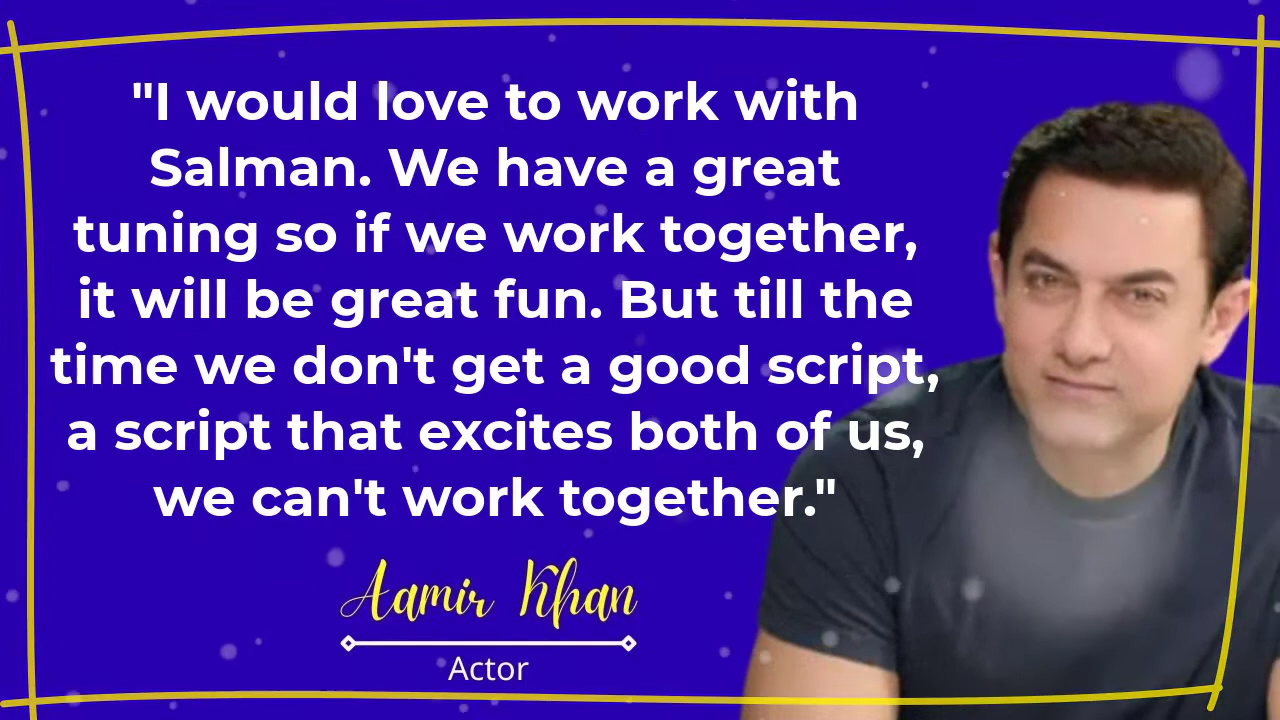 "I would love to work with
Salman. We have a great
tuning so if we work together,
it will be great fun. But till the
time we don't get a good script,
a script that excites both of us,
we can't work together."
Aamir Khan
Actor